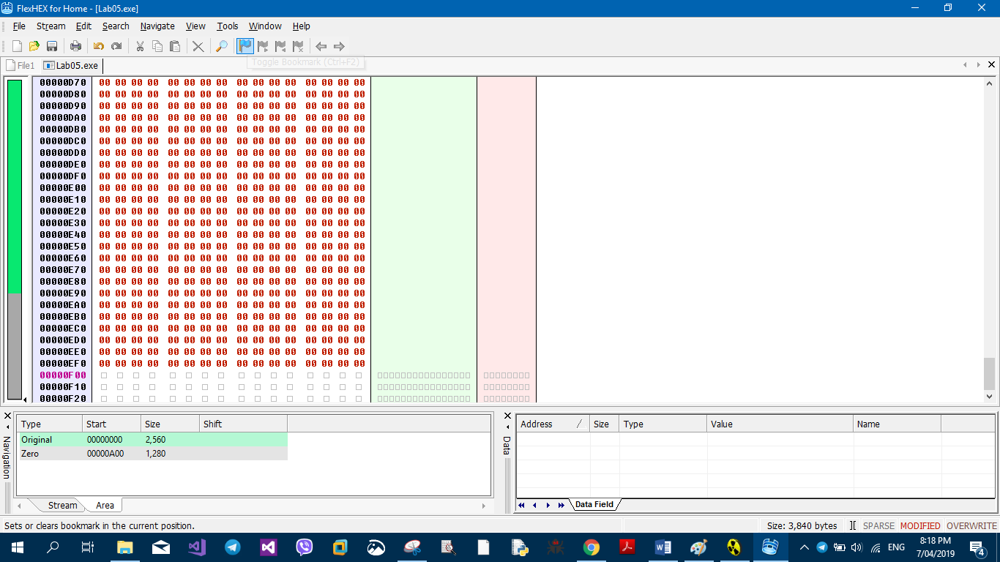 FlexHEX for Home - [Lab05.exe]
File Stream Edit Search Navigate View Tools Window Help
Toggle Bookmark (Ctrl+F2)
File1 Lab05.exe
00000D70 00 00 00 00 00 00 00 00 00 00 00 00 00 00 00 00
00000D80 00 00 00 00 00 00 00 00 00 00 00 00 00 00 00 00
00000D90 00 00 00 00 00 00 00 00 00 00 00 00 00 00 00 00
00000DA0 00 00 00 00 00 00 00 00 00 00 00 00 00 00 00 00
00000DB0 00 00 00 00 00 00 00 00 00 00 00 00 00 00 00 00
00000DC0 00 00 00 00 00 00 00 00 00 00 00 00 00 00 00 00
00000DD0 00 00 00 00 00 00 00 00 00 00 00 00 00 00 00 00
00000DE0 00 00 00 00 00 00 00 00 00 00 00 00 00 00 00 00
00000DF0 00 00 00 00 00 00 00 00 00 00 00 00 00 00 00 00
00000E00 00 00 00 00 00 00 00 00 00 00 00 00 00 00 00 00
00000E10 00 00 00 00 00 00 00 00 00 00 00 00 00 00 00 00
00000E20 00 00 00 00 00 00 00 00 00 00 00 00 00 00 00 00
00000E30 00 00 00 00 00 00 00 00 00 00 00 00 00 00 00 00
00000E40 00 00 00 00 00 00 00 00 00 00 00 00 00 00 00 00
00000E50 00 00 00 00 00 00 00 00 00 00 00 00 00 00 00 00
00000E60 00 00 00 00 00 00 00 00 00 00 00 00 00 00 00 00
00000E70 00 00 00 00 00 00 00 00 00 00 00 00 00 00 00 00
00000E80 00 00 00 00 00 00 00 00 00 00 00 00 00 00 00 00
00000E90 00 00 00 00 00 00 00 00 00 00 00 00 00 00 00 00
00000EA0 00 00 00 00 00 00 00 00 00 00 00 00 00 00 00 00
00000EB0 00 00 00 00 00 00 00 00 00 00 00 00 00 00 00 00
00000EC0 00 00 00 00 00 00 00 00 00 00 00 00 00 00 00 00
00000ED0 00 00 00 00 00 00 00 00 00 00 00 00 00 00 00 00
00000EE0 00 00 00 00 00 00 00 00 00 00 00 00 00 00 00 00
00000EF0 00 00 00 00 00 00 00 00 00 00 00 00 00 00 00 00
00000F00
00000F10
00000F20
Navigation
Type Start Size Shift
Original 00000000 2,560
Zero 00000A00 1,280
Stream Area
Data
Address Size Type Value Name
Data Field
Sets or clears bookmark in the current position.
Size: 3,840 bytes SPARSE MODIFIED OVERWRITE
ENG
8:18 PM
7/04/2019
4